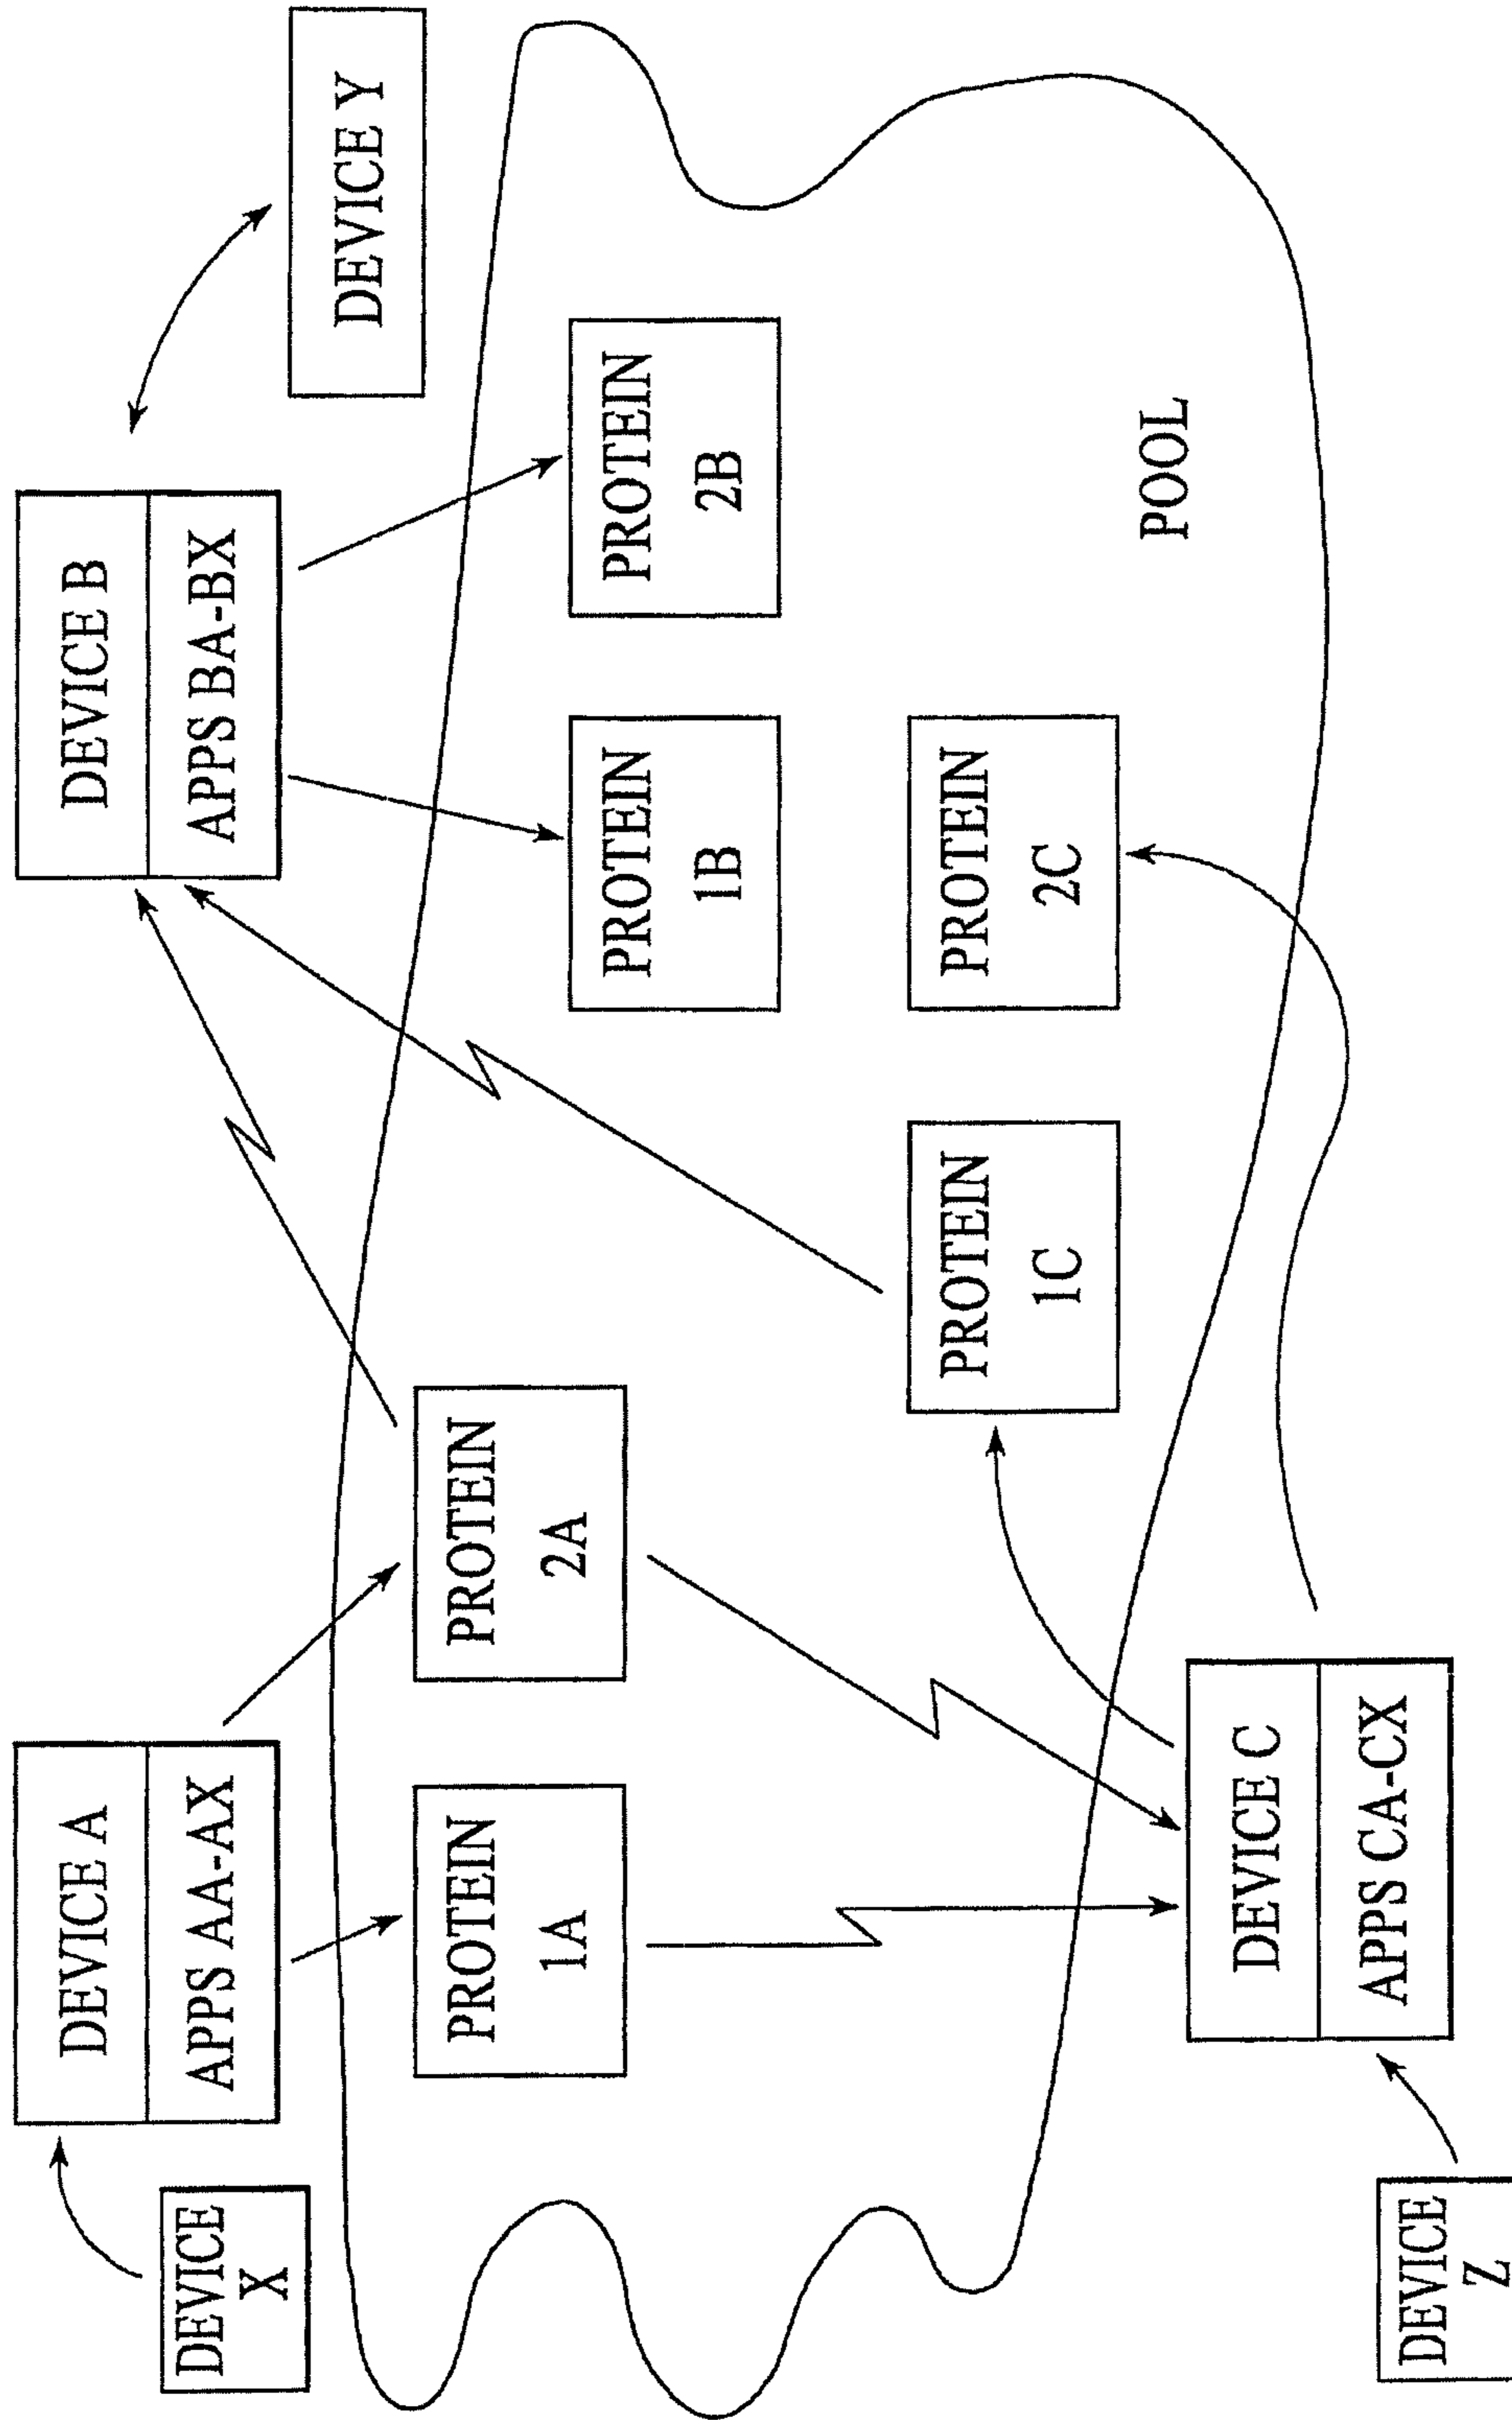 DEVICE
X
DEVICE A
APPS AA-AX
DEVICE B
APPS BA-BX
DEVICE Y
PROTEIN
1A
PROTEIN
2A
PROTEIN
1B
PROTEIN
2B
PROTEIN
1C
PROTEIN
2C
POOL
DEVICE C
APPS CA-CX
DEVICE
Z